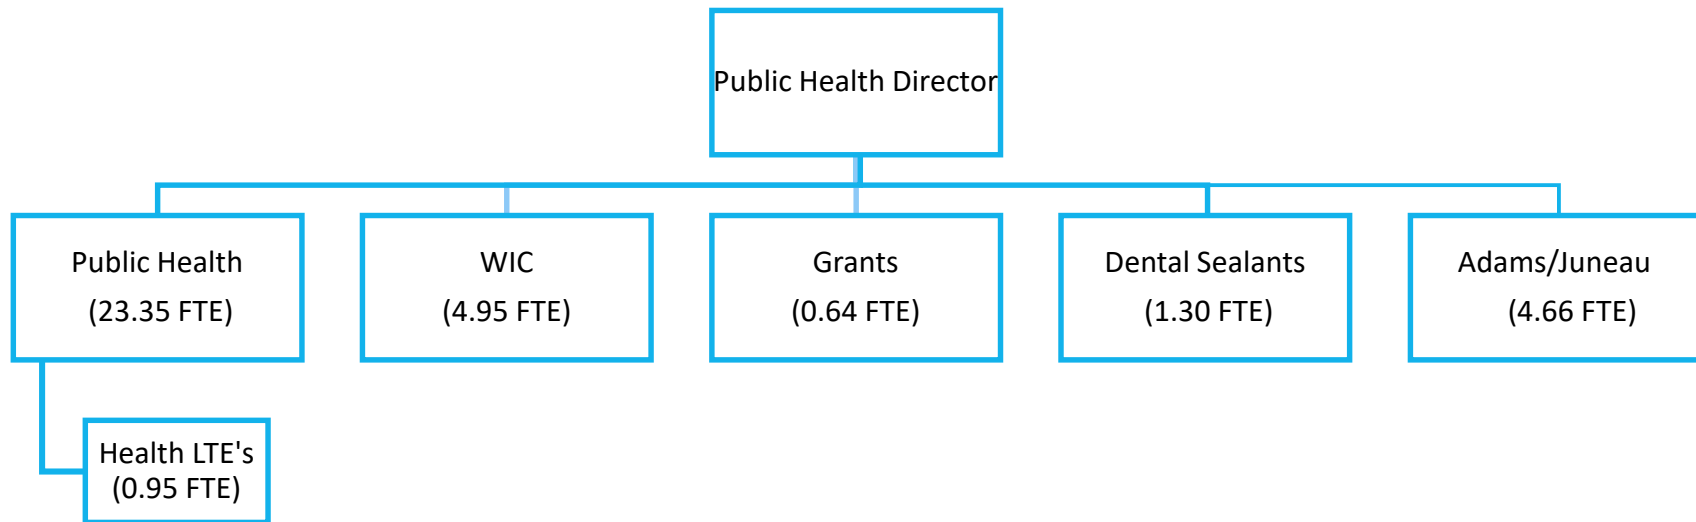 Public Health Director
Public Health
(23.35 FTE)
WIC
(4.95 FTE)
Grants
(0.64 FTE)
Dental Sealants
(1.30 FTE)
Adams/Juneau
(4.66 FTE)
Health LTE's
(0.95 FTE)